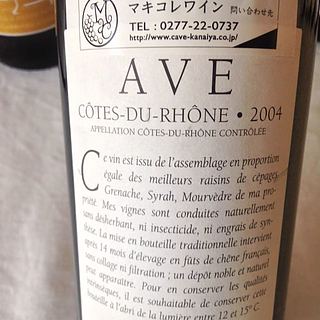 マキコレワイン 問い合わせ先
TEL : 0277-22-0737
http://www.cave-kanaiya.co.jp/
M C
AVE
CÔTES-DU-RHÔNE • 2004
APPELLATION CÔTES-DU-RHÔNE CONTRÔLÉE
Ce vin est issu de l'assemblage en proportion
égale des meilleurs raisins de cépages
Grenache, Syrah, Mourvèdre de ma pro-
priété. Mes vignes sont conduites naturellement
sans désherbant, ni insecticide, ni engrais de syn-
thèse. La mise en bouteille traditionnelle intervient
après 14 mois d'élevage en fûts de chêne français,
sans collage ni filtration ; un dépôt noble et naturel
peut apparaître. Pour en conserver les qualités
intrinsèques, il est souhaitable de conserver cette
bouteille à l'abri de la lumière entre 12 et 15° C.